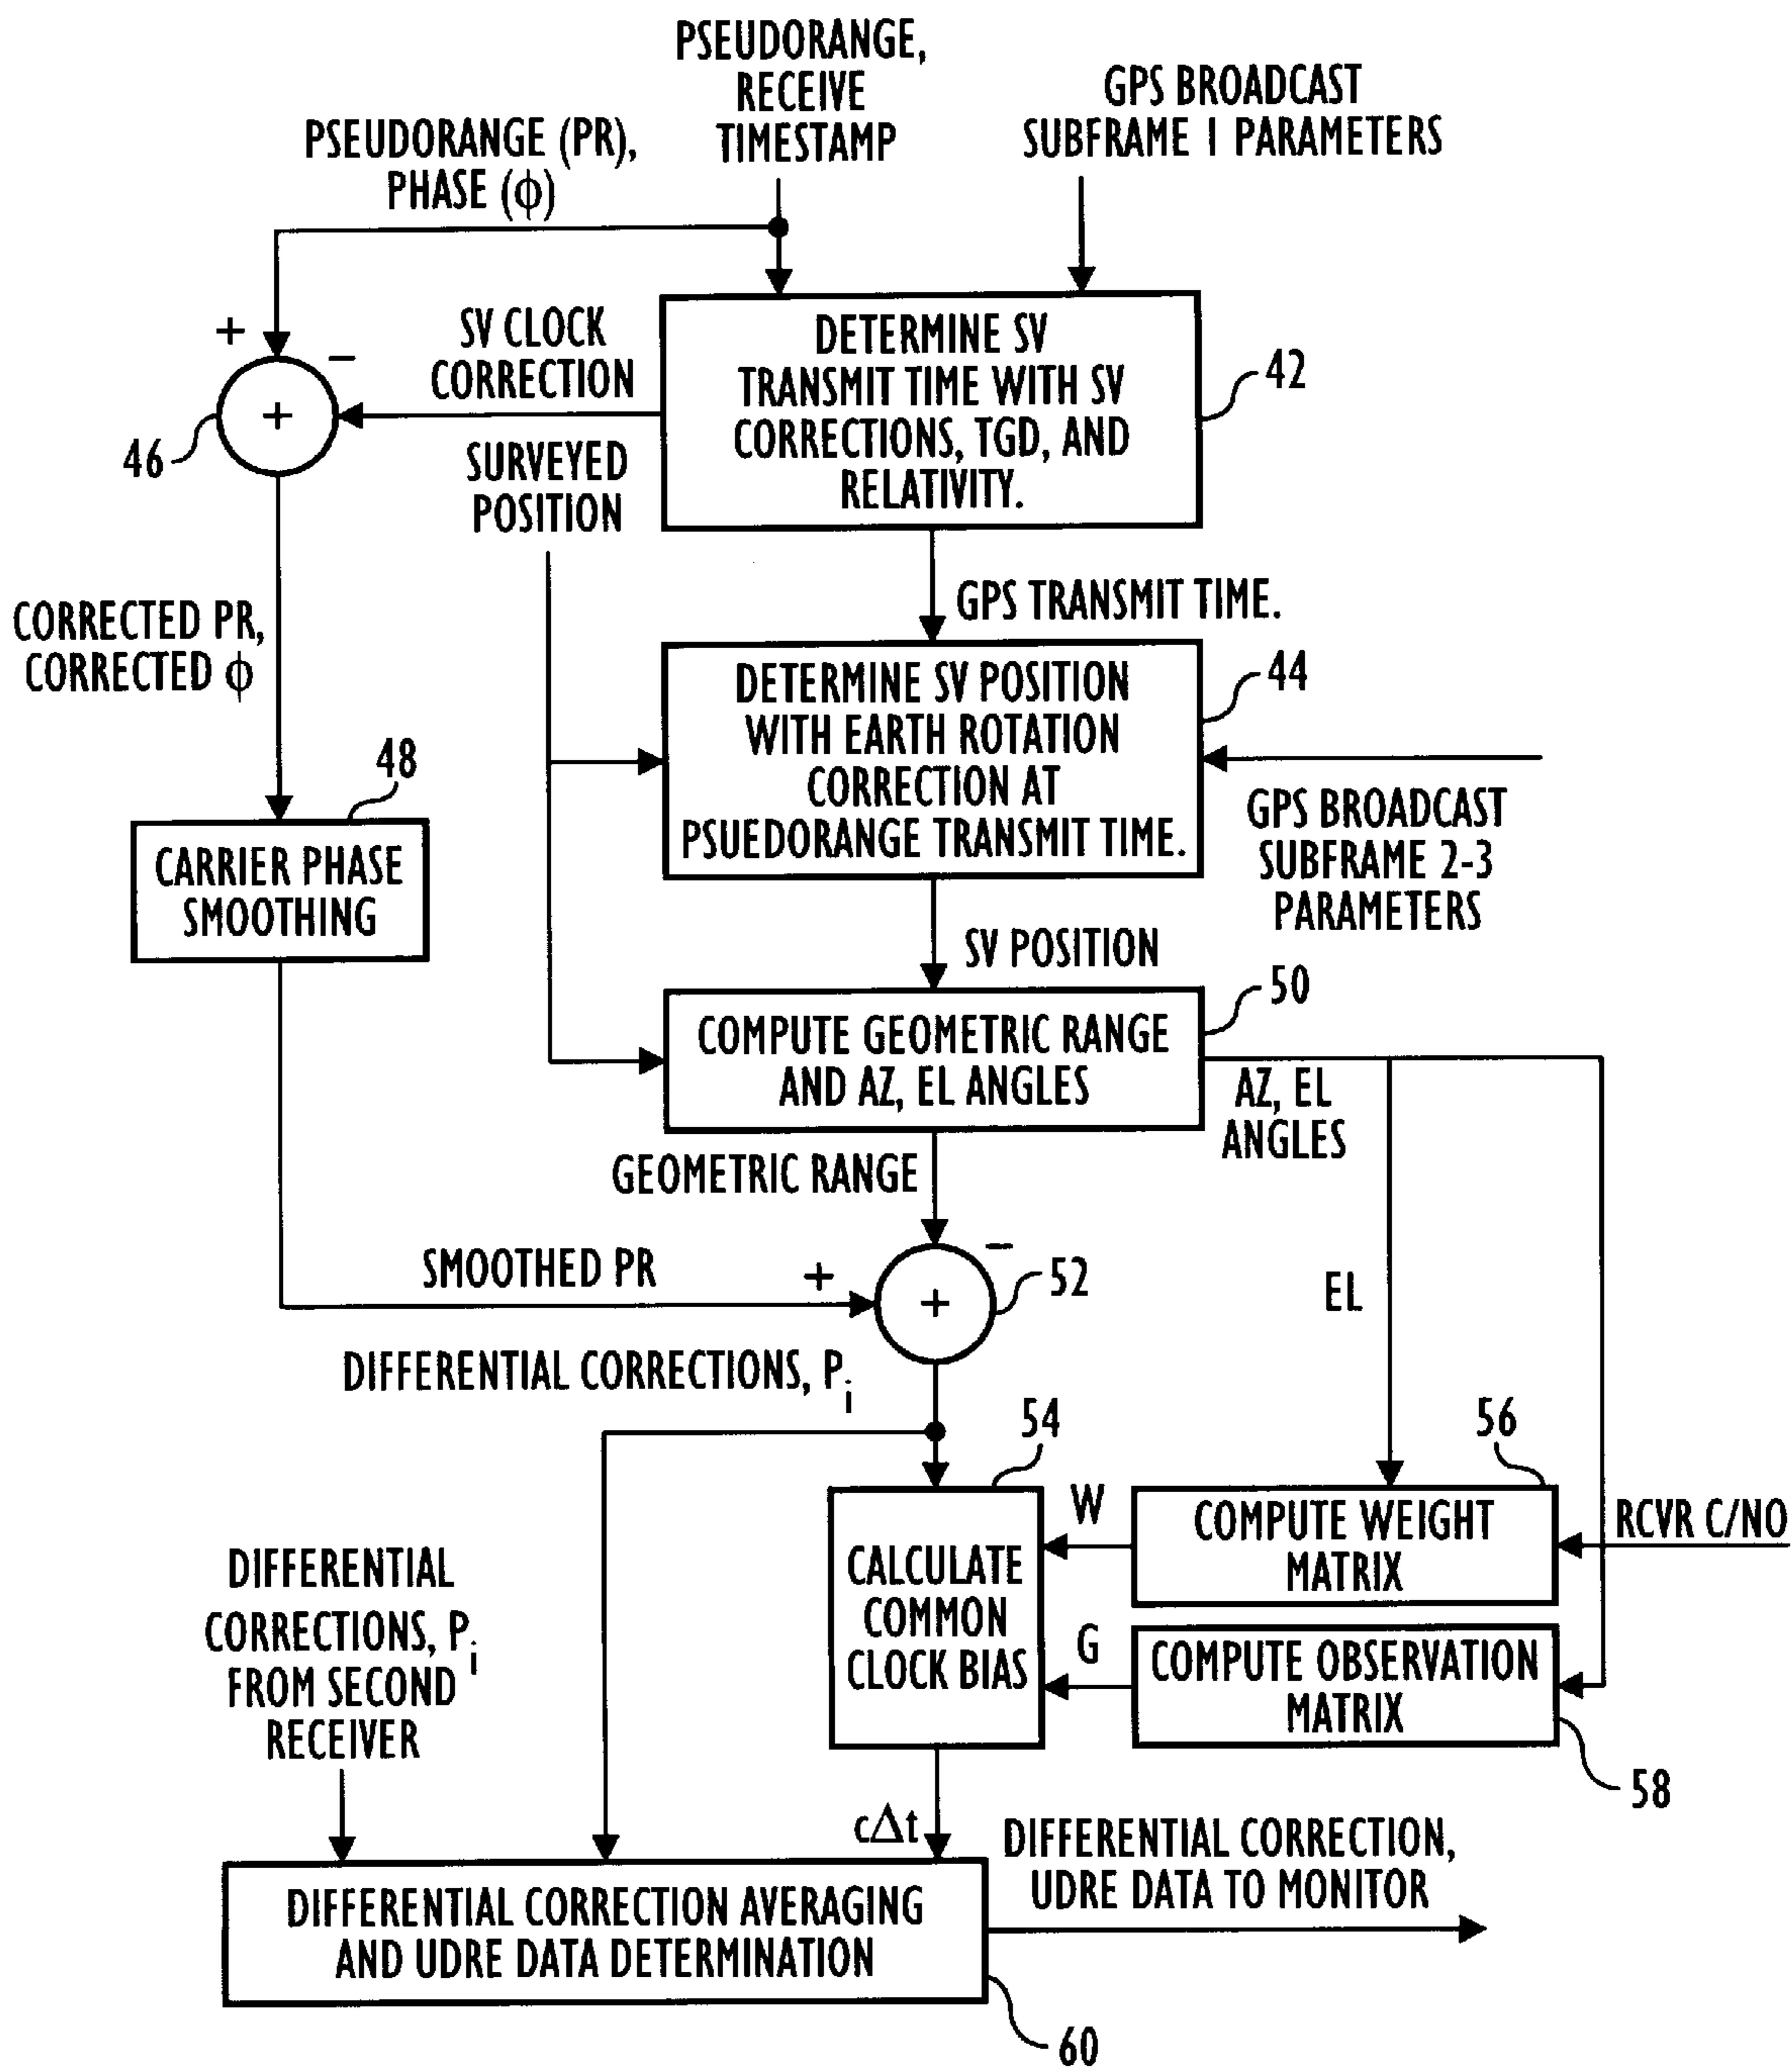 PSEUDORANGE,
RECEIVE
TIMESTAMP
GPS BROADCAST
SUBFRAME 1 PARAMETERS
PSEUDORANGE (PR),
PHASE (ϕ)
+
−
+
46
SV CLOCK
CORRECTION
DETERMINE SV
TRANSMIT TIME WITH SV
CORRECTIONS, TGD, AND
RELATIVITY.
42
SURVEYED
POSITION
GPS TRANSMIT TIME.
CORRECTED PR,
CORRECTED ϕ
DETERMINE SV POSITION
WITH EARTH ROTATION
CORRECTION AT
PSUEDORANGE TRANSMIT TIME.
44
GPS BROADCAST
SUBFRAME 2-3
PARAMETERS
48
CARRIER PHASE
SMOOTHING
SV POSITION
50
COMPUTE GEOMETRIC RANGE
AND AZ, EL ANGLES
AZ, EL
ANGLES
GEOMETRIC RANGE
SMOOTHED PR
+
−
+
52
EL
DIFFERENTIAL CORRECTIONS, Pi
54
56
CALCULATE
COMMON
CLOCK BIAS
W
COMPUTE WEIGHT
MATRIX
RCVR C/NO
G
COMPUTE OBSERVATION
MATRIX
58
DIFFERENTIAL
CORRECTIONS, Pi
FROM SECOND
RECEIVER
cΔt
DIFFERENTIAL CORRECTION,
UDRE DATA TO MONITOR
DIFFERENTIAL CORRECTION AVERAGING
AND UDRE DATA DETERMINATION
60